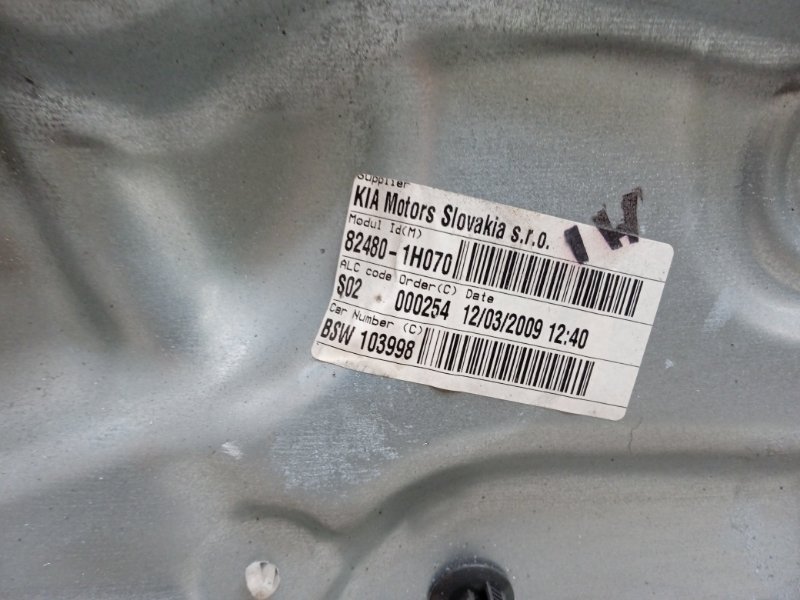 Supplier
KIA Motors Slovakia s.r.o.
Modul Id(M)
82480-1H070
ALC code Order(C) Date
S02 000254 12/03/2009 12:40
Car Number (C)
BSW 103998